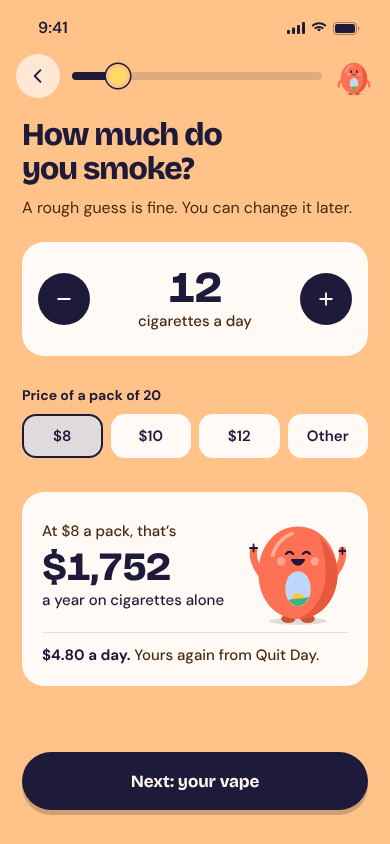 9:41
How much do
you smoke?
A rough guess is fine. You can change it later.
12
cigarettes a day
Price of a pack of 20
$8
$10
$12
Other
At $8 a pack, that’s
$1,752
a year on cigarettes alone
$4.80 a day. Yours again from Quit Day.
Next: your vape